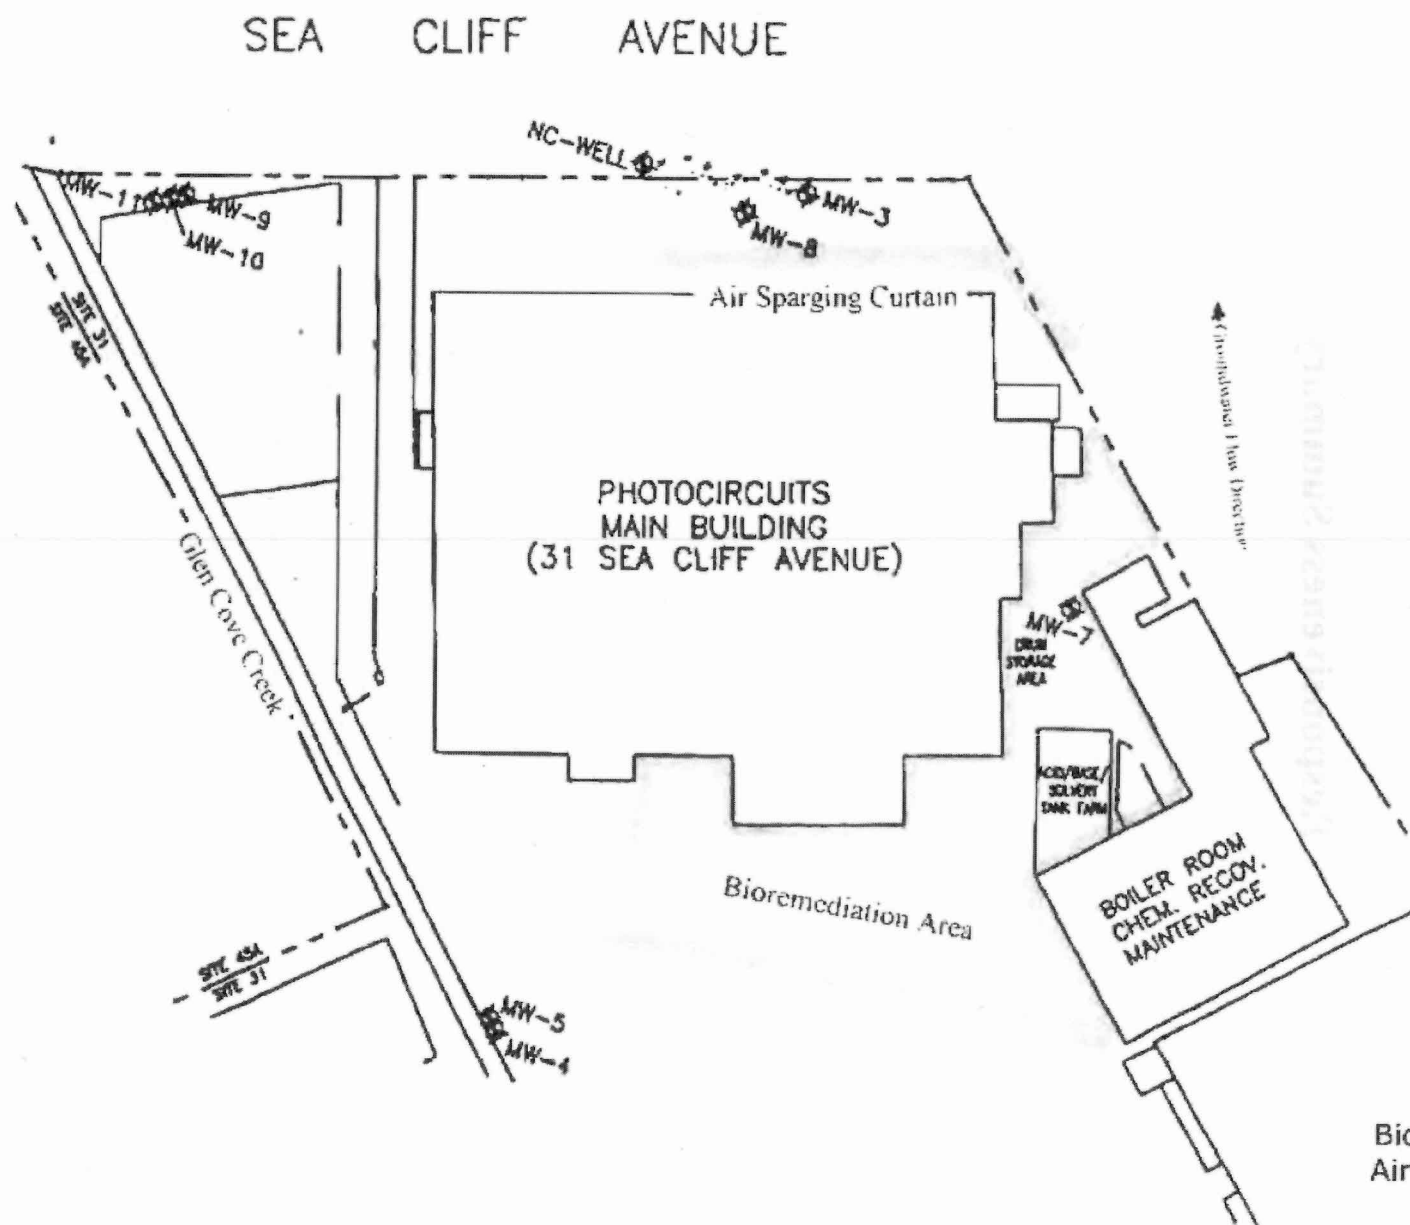 SEA CLIFF AVENUE
NC-WELL
MW-11
MW-9
MW-10
MW-3
MW-8
Air Sparging Curtain
SITE 31
SITE 45A
Groundwater Flow Direction
PHOTOCIRCUITS
MAIN BUILDING
(31 SEA CLIFF AVENUE)
Glen Cove Creek
MW-7
DRUM
STORAGE
AREA
ACID/BASE/
SOLVENT
TANK FARM
BOILER ROOM
CHEM. RECOV.
MAINTENANCE
Bioremediation Area
SITE 45A
SITE 31
MW-5
MW-4
Bio
Air